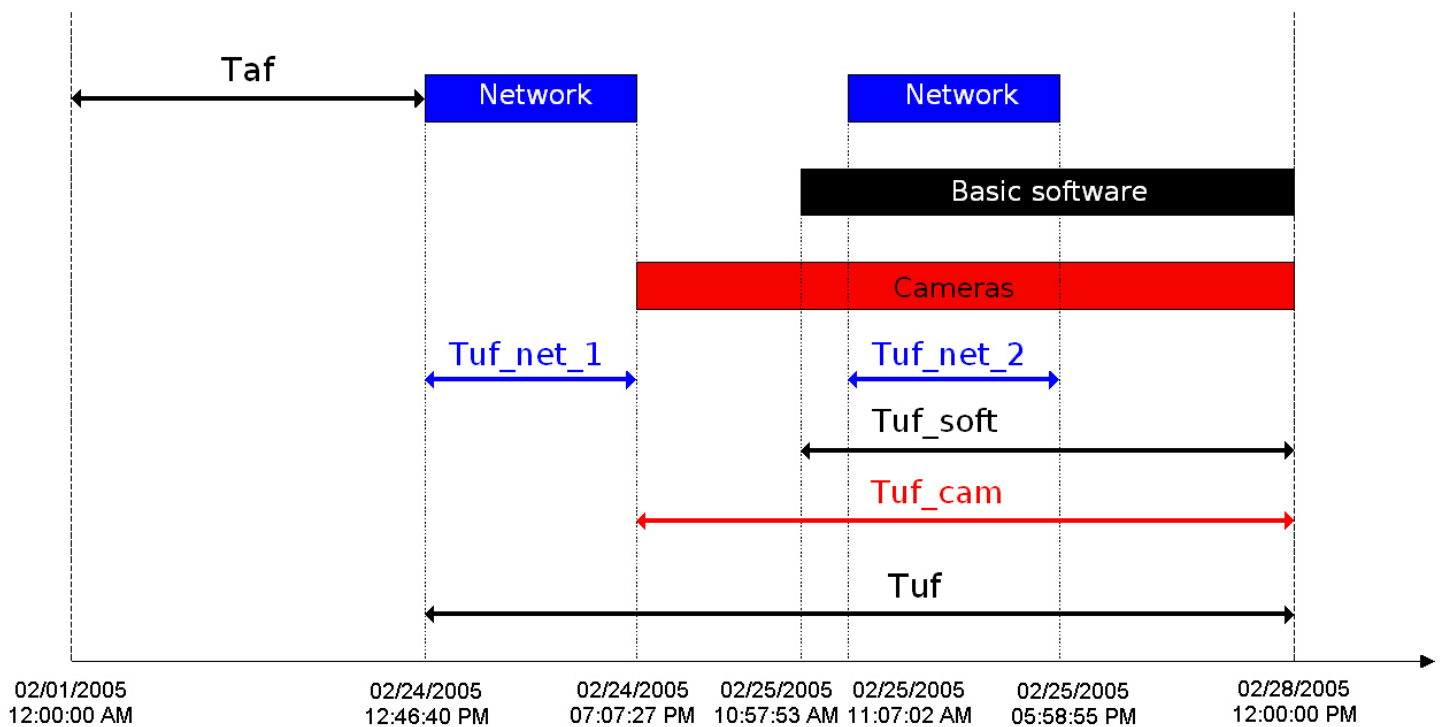 Taf
Network
Network
Basic software
Cameras
Tuf_net_1
Tuf_net_2
Tuf_soft
Tuf_cam
Tuf
02/01/2005
12:00:00 AM
02/24/2005
12:46:40 PM
02/24/2005
07:07:27 PM
02/25/2005
10:57:53 AM
02/25/2005
11:07:02 AM
02/25/2005
05:58:55 PM
02/28/2005
12:00:00 PM